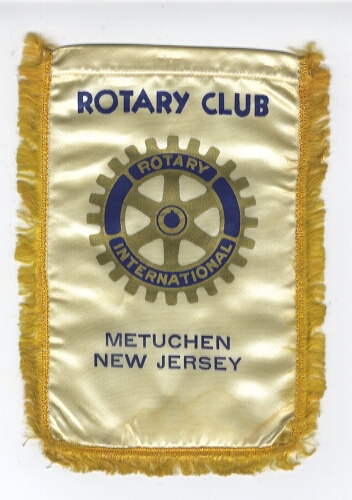 ROTARY CLUB
ROTARY
INTERNATIONAL
METUCHEN
NEW JERSEY